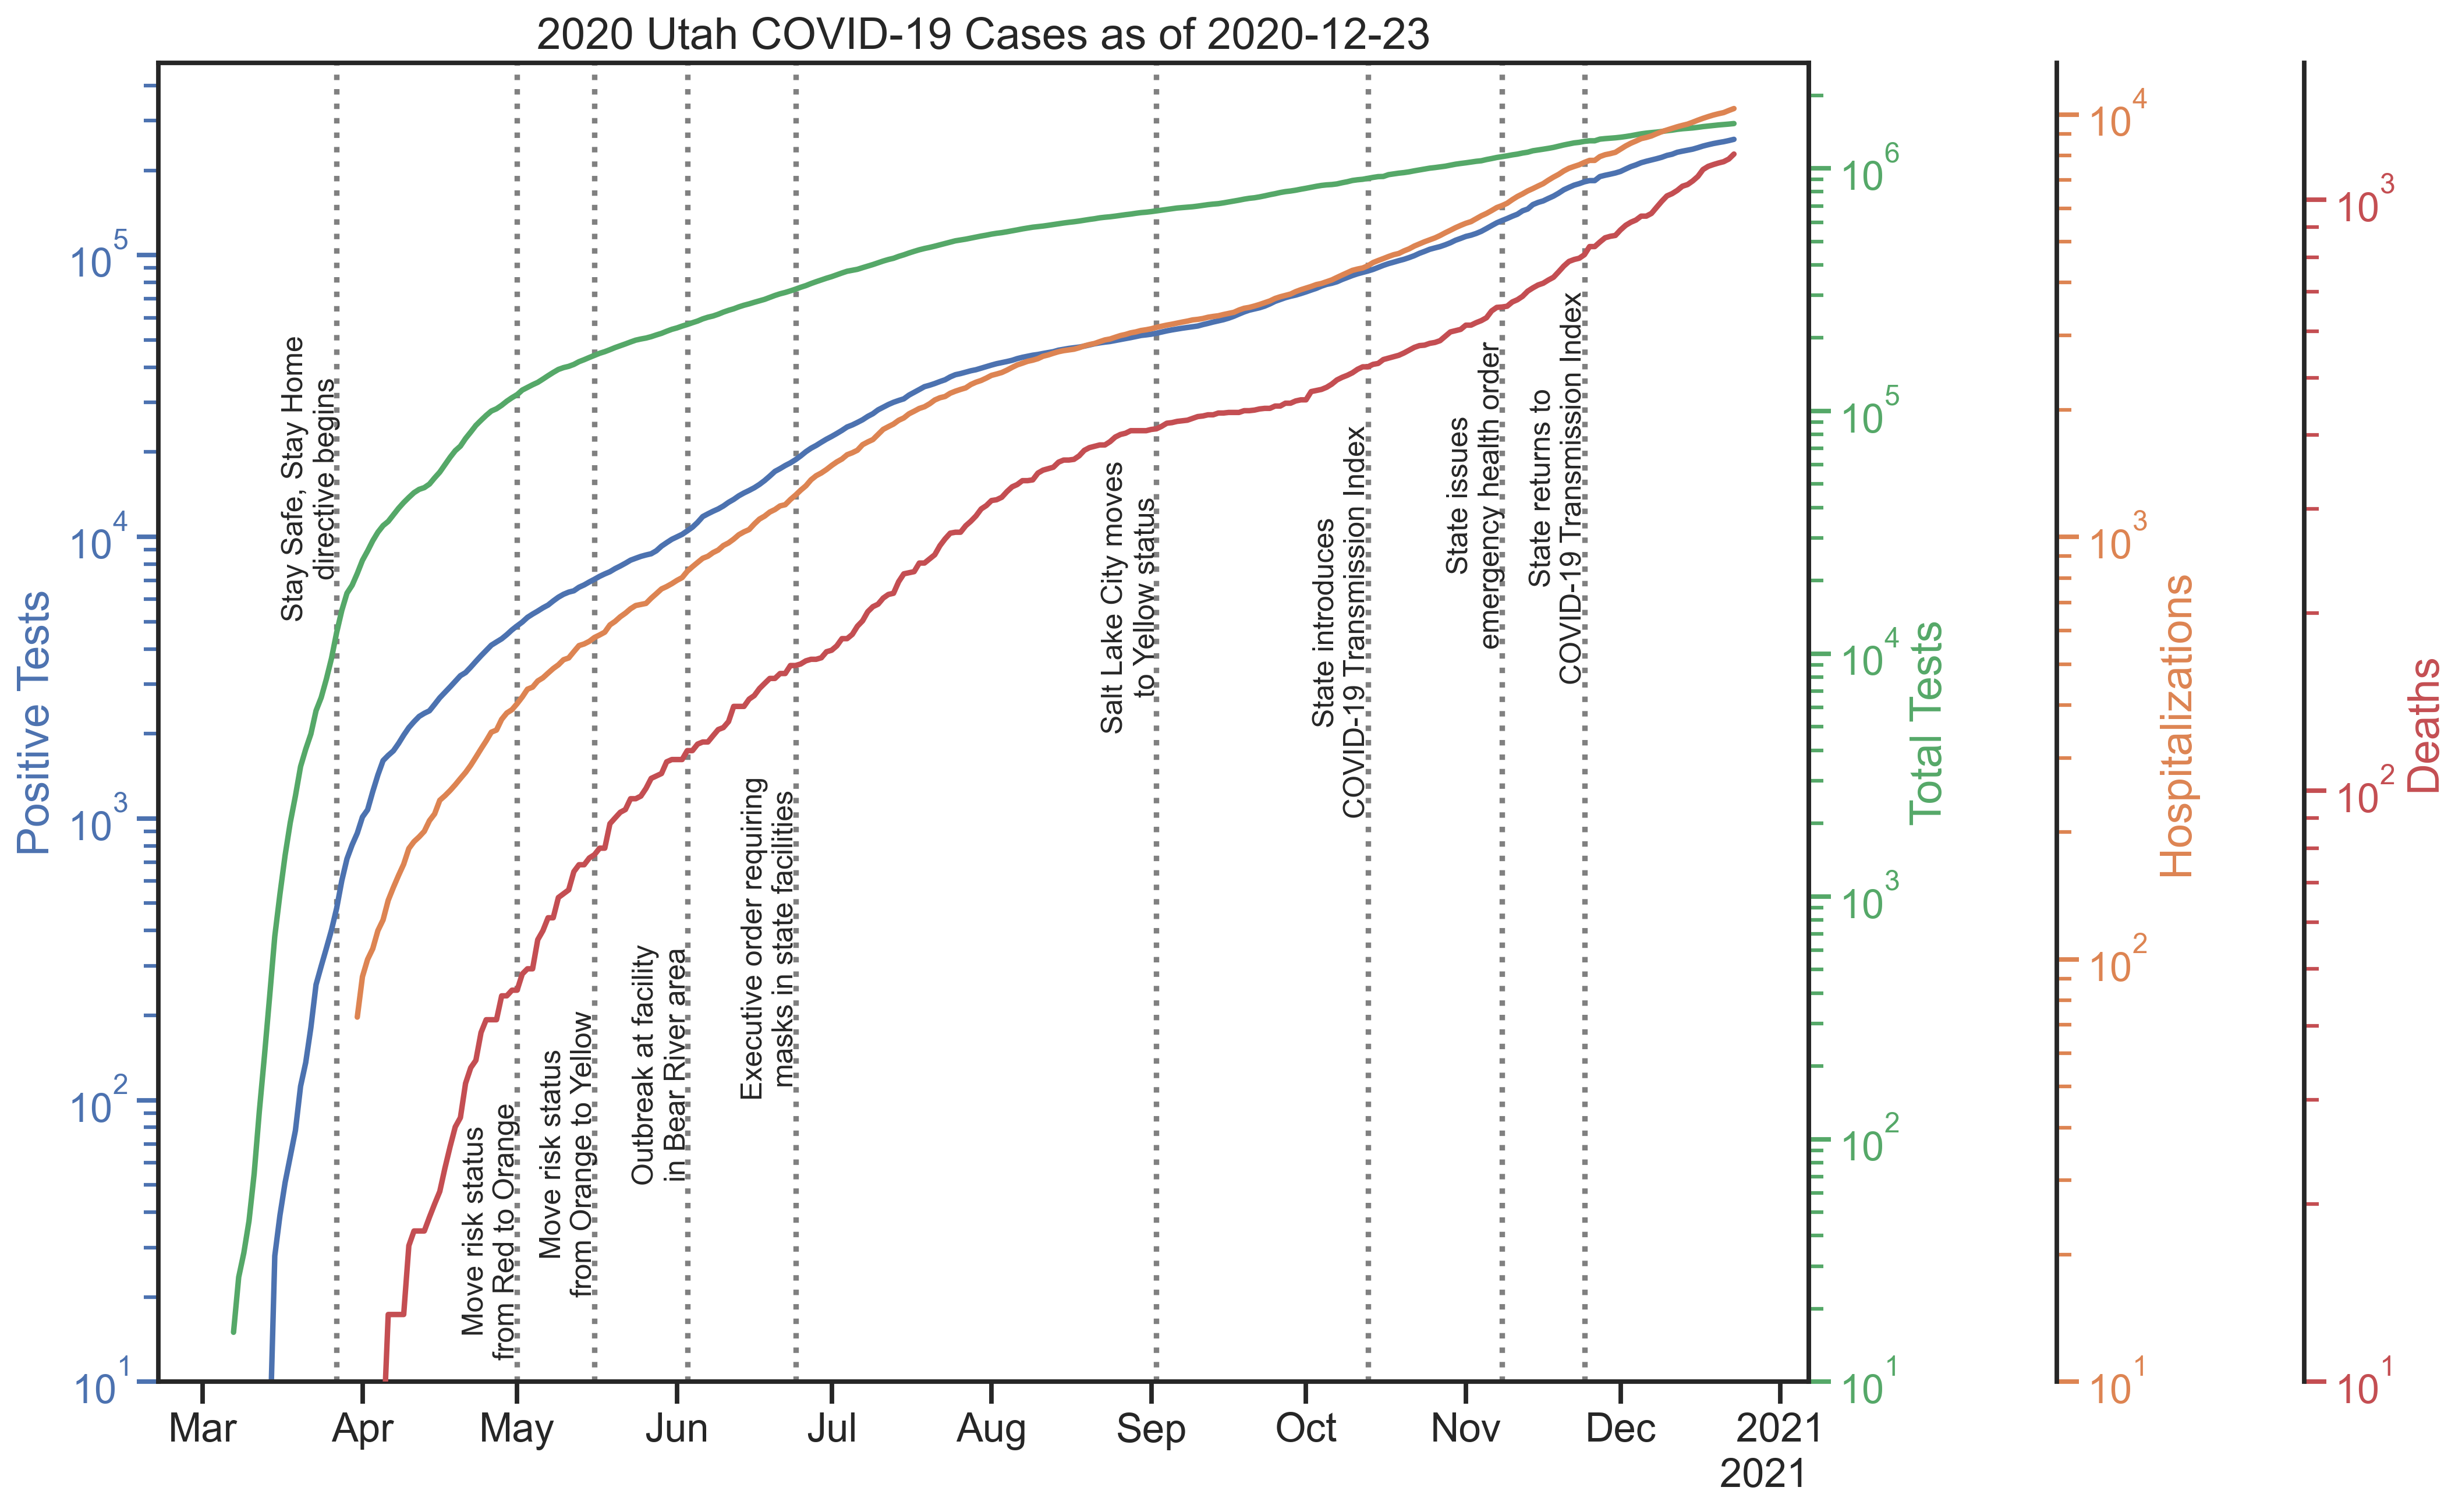 2020 Utah COVID-19 Cases as of 2020-12-23
Positive Tests
10^5
10^4
10^3
10^2
10^1
Stay Safe, Stay Home
directive begins
Move risk status
from Red to Orange
Move risk status
from Orange to Yellow
Outbreak at facility
in Bear River area
Executive order requiring
masks in state facilities
Salt Lake City moves
to Yellow status
State introduces
COVID-19 Transmission Index
State issues
emergency health order
State returns to
COVID-19 Transmission Index
10^6
10^5
10^4
10^3
10^2
10^1
Total Tests
10^4
10^3
10^2
10^1
Hospitalizations
10^3
10^2
10^1
Deaths
Mar Apr May Jun Jul Aug Sep Oct Nov Dec 2021
2021